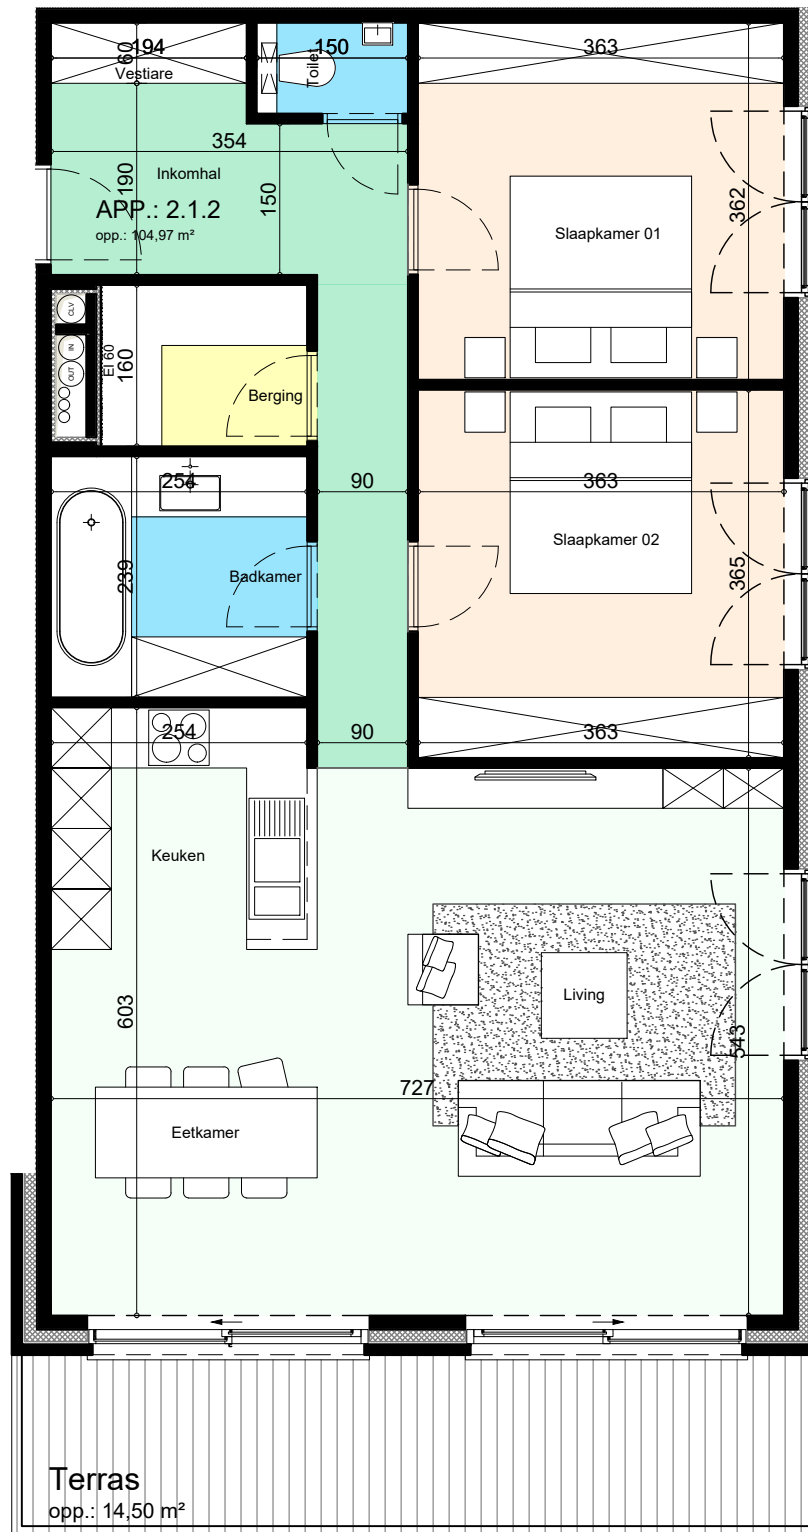 194
150
363
60
Vestiare
Toilet
354
Inkomhal
190
150
362
APP.: 2.1.2
opp.: 104,97 m²
Slaapkamer 01
CLV
IN
OUT
EI 60
160
Berging
254
90
363
Slaapkamer 02
239
Badkamer
365
254
90
363
Keuken
Living
603
543
727
Eetkamer
Terras
opp.: 14,50 m²